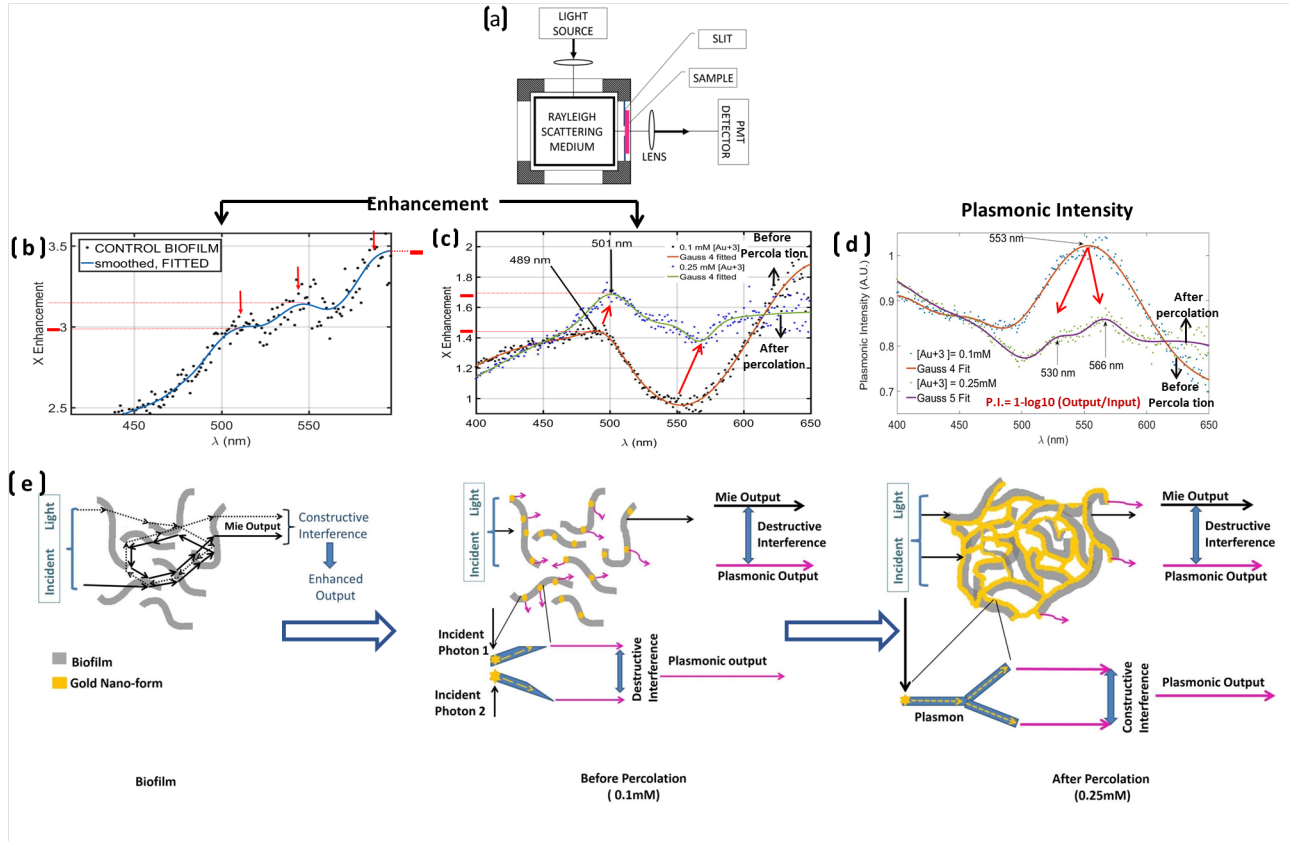 (a)
LIGHT
SOURCE
SLIT
SAMPLE
RAYLEIGH
SCATTERING
MEDIUM
LENS
PMT
DETECTOR
Enhancement
Plasmonic Intensity
(b)
3.5
3
2.5
CONTROL BIOFILM
smoothed, FITTED
450
500
550
λ (nm)
(c)
X Enhancement
2
1.8
1.6
1.4
1.2
1
489 nm
501 nm
0.1 mM [Au+3]
Gauss 4 fitted
0.25 mM [Au+3]
Gauss 4 fitted
Before
Percola tion
After
percolation
400
450
500
550
600
650
λ (nm)
X Enhancement
(d)
Plasmonic Intensity (A.U.)
1
0.9
0.8
0.7
553 nm
530 nm
566 nm
After
percolation
Before
Percola tion
[Au+3 ]= 0.1mM
Gauss 4 Fit
[Au+3] = 0.25mM
Gauss 5 Fit
P.I.= 1-log10 (Output/Input)
400
450
500
550
600
650
λ (nm)
(e)
Incident Light
Mie Output
Constructive
Interference
Enhanced
Output
Biofilm
Gold Nano-form
Biofilm
Incident Light
Mie Output
Destructive
Interference
Plasmonic Output
Incident
Photon 1
Incident
Photon 2
Destructive
Interference
Plasmonic output
Before Percolation
( 0.1mM)
Incident Light
Mie Output
Destructive
Interference
Plasmonic Output
Plasmon
Constructive
Interference
Plasmonic Output
After Percolation
(0.25mM)